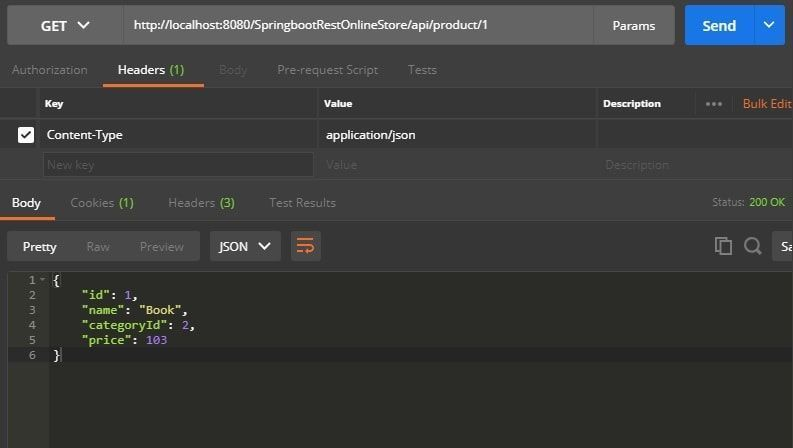 GET http://localhost:8080/SpringbootRestOnlineStore/api/product/1 Params Send
Authorization Headers (1) Body Pre-request Script Tests
Key Value Description ••• Bulk Edit
Content-Type application/json
New key Value Description
Body Cookies (1) Headers (3) Test Results Status: 200 OK
Pretty Raw Preview JSON Sa
1 {
2 "id": 1,
3 "name": "Book",
4 "categoryId": 2,
5 "price": 103
6 }